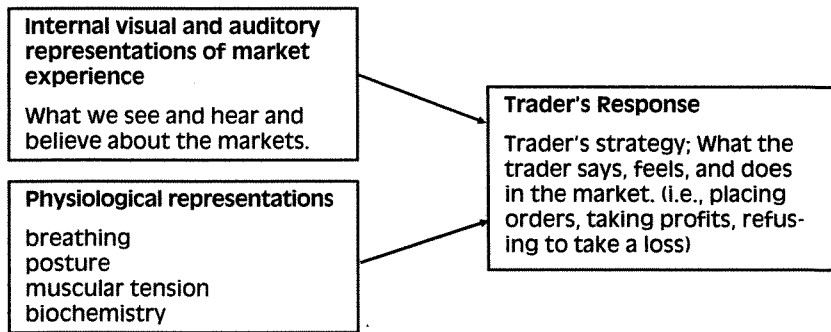 Internal visual and auditory
representations of market
experience
What we see and hear and
believe about the markets.
Physiological representations
breathing
posture
muscular tension
biochemistry
Trader's Response
Trader's strategy; What the
trader says, feels, and does
in the market. (i.e., placing
orders, taking profits, refus-
ing to take a loss)